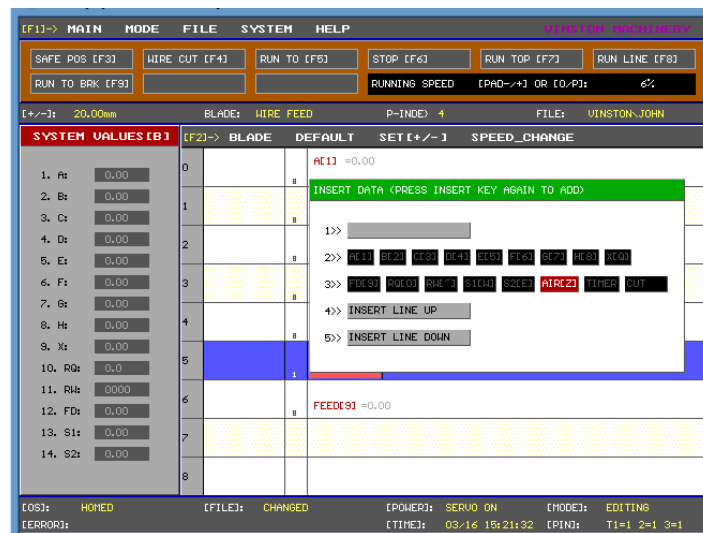 [F1]-> MAIN MODE FILE SYSTEM HELP VINSTON MACHINERY
SAFE POS [F3] WIRE CUT [F4] RUN TO [F5] STOP [F6] RUN TOP [F7] RUN LINE [F8]
RUN TO BRK [F9] RUNNING SPEED [PAD-/+] OR [O/P]: 6%
[+/-]: 20.00mm BLADE: WIRE FEED P-INDE) 4 FILE: VINSTON\JOHN
SYSTEM VALUES[B] [F2]-> BLADE DEFAULT SET[+/-] SPEED_CHANGE
0 A[1] =0.00
1. A: 0.00 0
INSERT DATA (PRESS INSERT KEY AGAIN TO ADD)
2. B: 0.00 1
3. C: 0.00 0
1>>
4. D: 0.00 2
5. E: 0.00 0
2>> A[1] B[2] C[3] D[4] E[5] F[6] G[7] H[8] X[Q]
6. F: 0.00 3
3>> FD[9] RQ[O] RW[^] S1[W] S2[E] AIR[Z] TIMER CUT
7. G: 0.00 0
4>> INSERT LINE UP
8. H: 0.00 4
5>> INSERT LINE DOWN
9. X: 0.00 0
10. RQ: 0.0 5
11. RW: 0000 1
12. FD: 0.00 6 0 FEED[9] =0.00
13. S1: 0.00 7
14. S2: 0.00
8
[OS]: HOMED [FILE]: CHANGED [POWER]: SERVO ON [MODE]: EDITING
[ERROR]: [TIME]: 03/16 15:21:32 [PIN]: T1=1 2=1 3=1